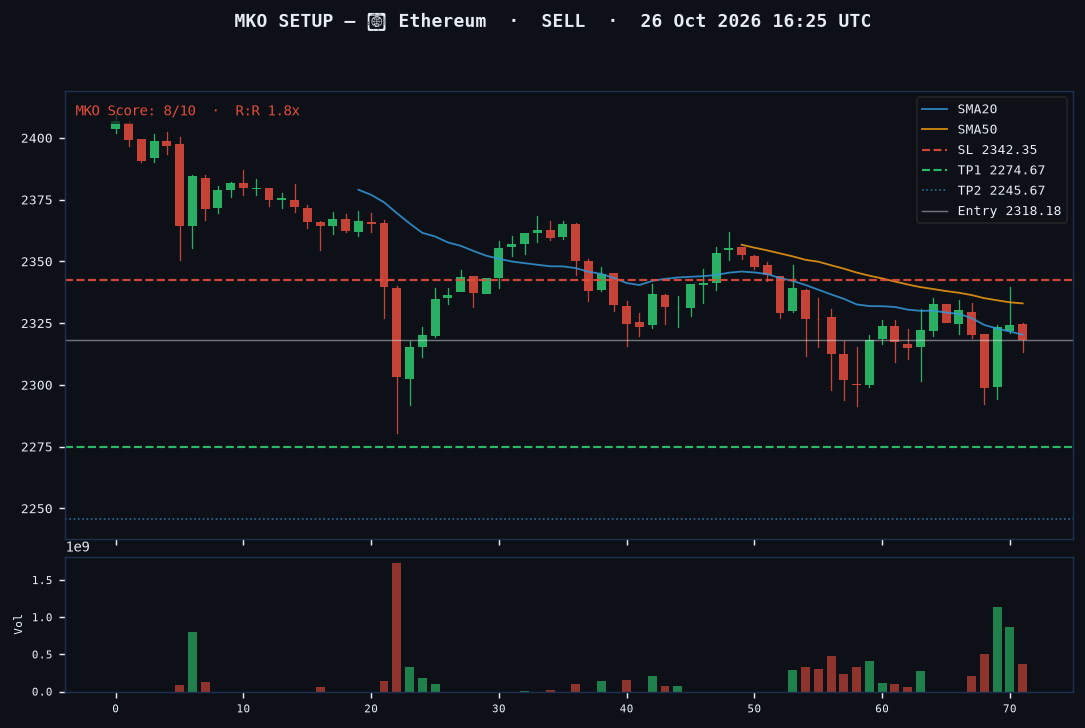 MKO SETUP — Ethereum · SELL · 26 Oct 2026 16:25 UTC
MKO Score: 8/10 · R:R 1.8x
SMA20
SMA50
SL 2342.35
TP1 2274.67
TP2 2245.67
Entry 2318.18
2400
2375
2350
2325
2300
2275
2250
1e9
1.5
1.0
0.5
0.0
Vol
0 10 20 30 40 50 60 70